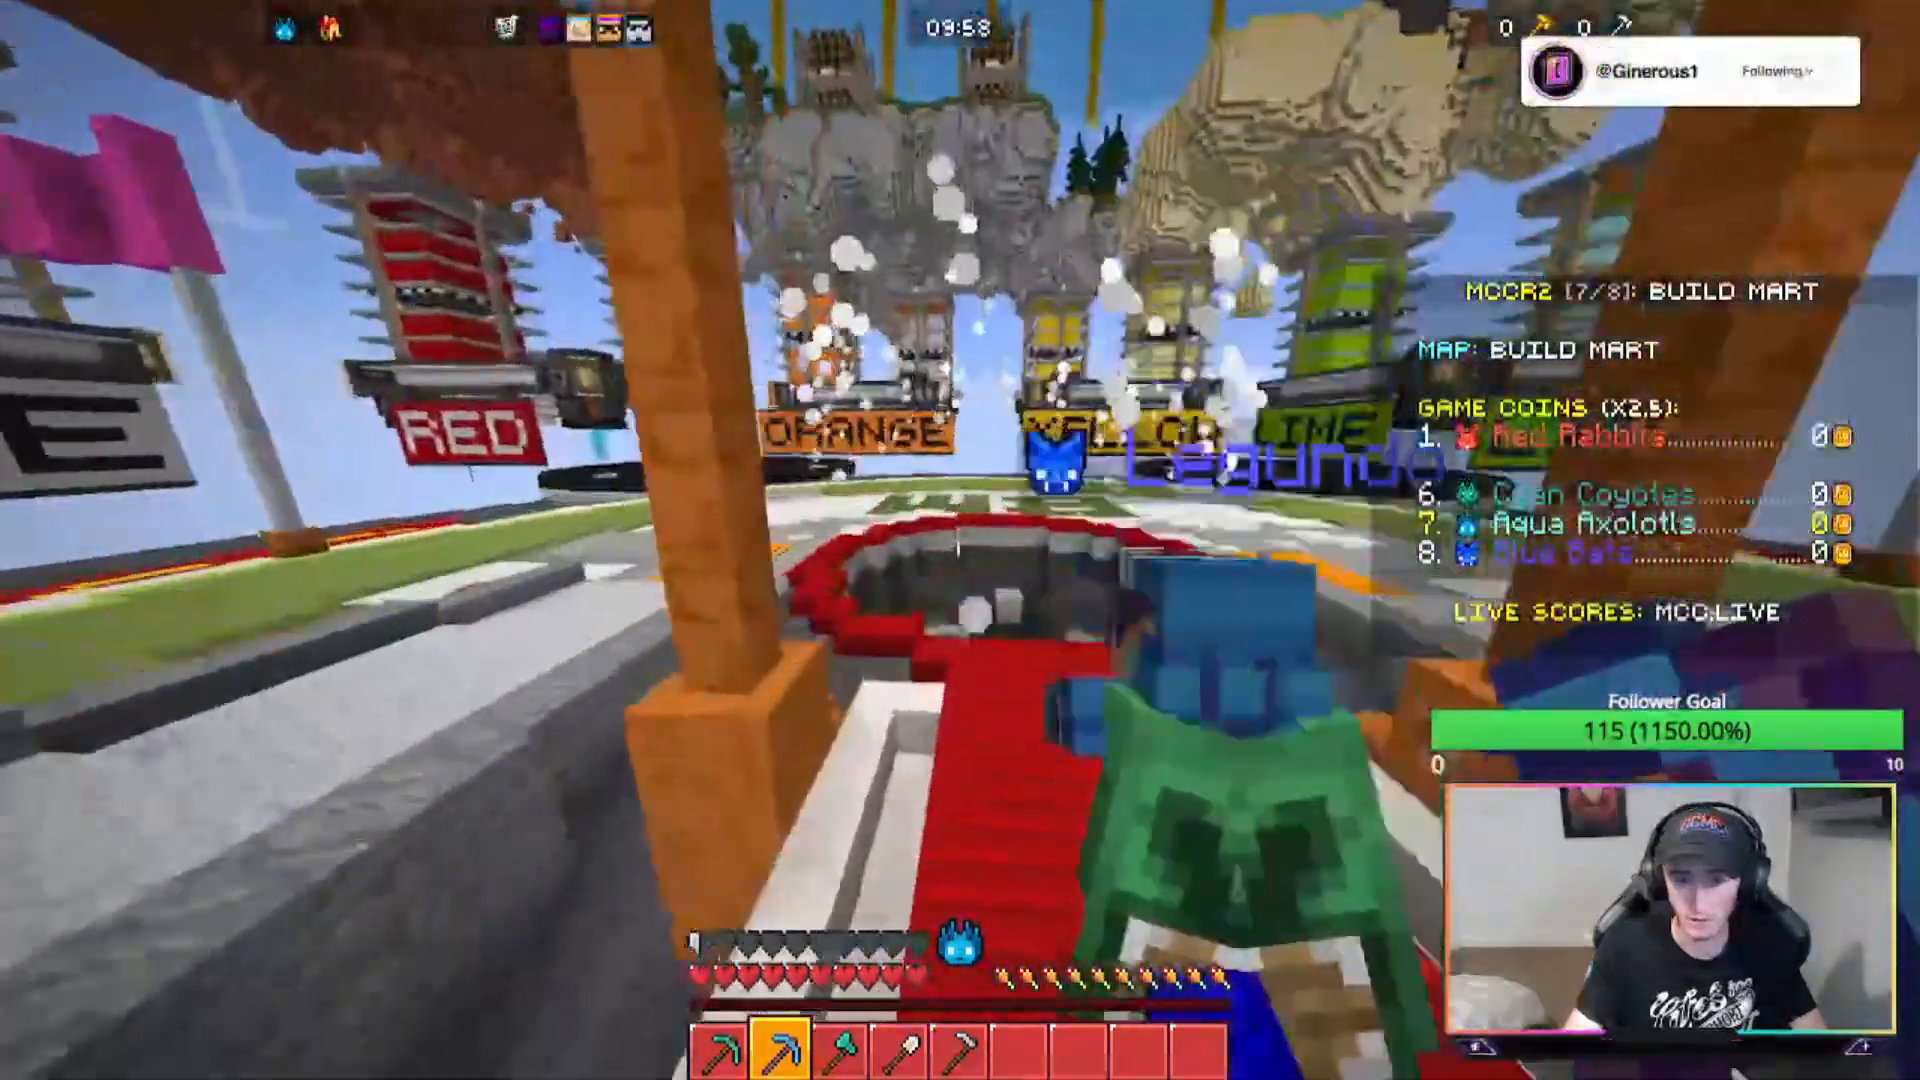 09:58
0
0
@Ginerous1
Following
MCCR2 [7/8]: BUILD MART
MAP: BUILD MART
GAME COINS (X2.5):
1. Red Rabbits 0
6. Cyan Coyotes 0
7. Aqua Axolotls 0
8. Blue Bats 0
LIVE SCORES: MCC.LIVE
E
RED
ORANGE
YELLOW
LIME
Legundo
Follower Goal
115 (1150.00%)
0
10